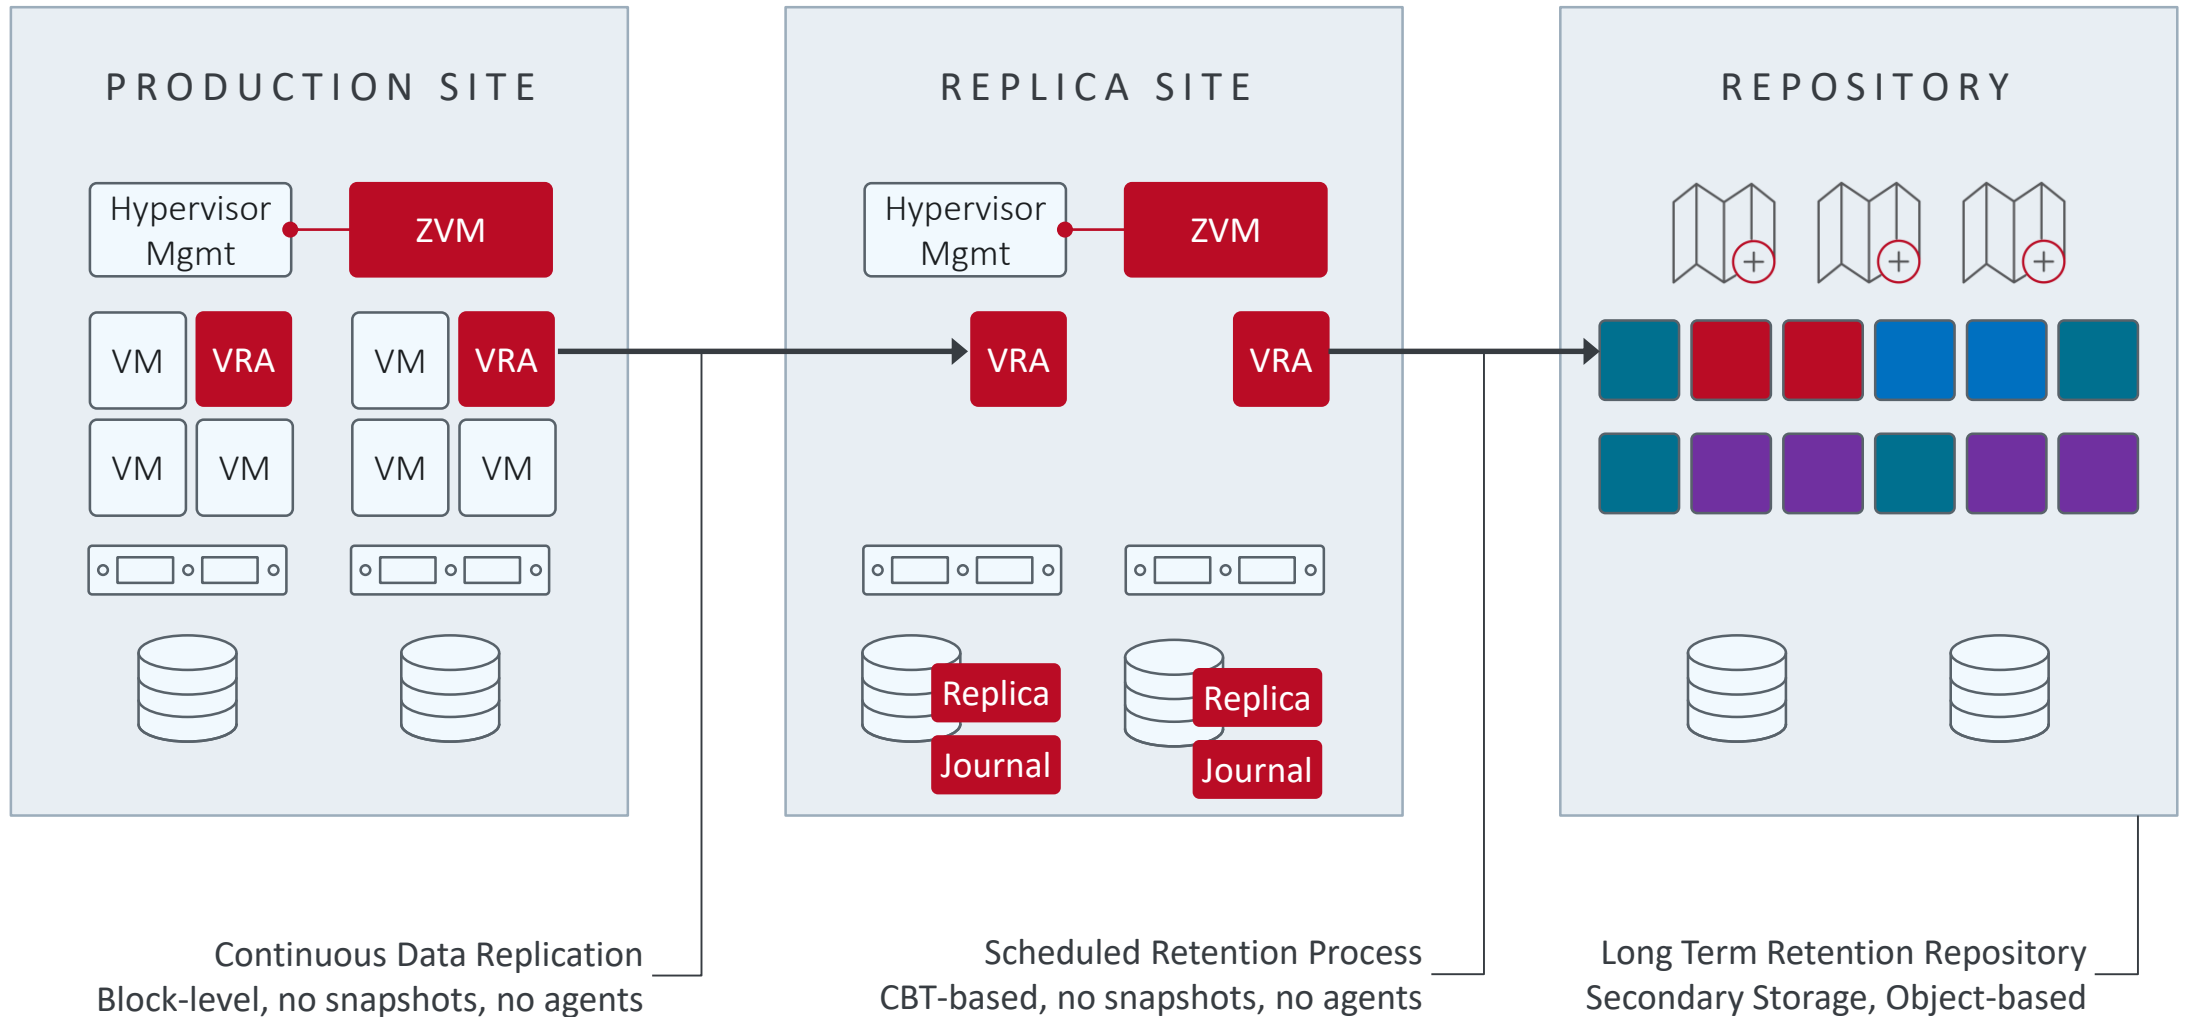 PRODUCTION SITE
Hypervisor
Mgmt
ZVM
VM
VRA
VM
VRA
VM
VM
VM
VM
REPLICA SITE
Hypervisor
Mgmt
ZVM
VRA
VRA
Replica
Journal
Replica
Journal
REPOSITORY
Continuous Data Replication
Block-level, no snapshots, no agents
Scheduled Retention Process
CBT-based, no snapshots, no agents
Long Term Retention Repository
Secondary Storage, Object-based